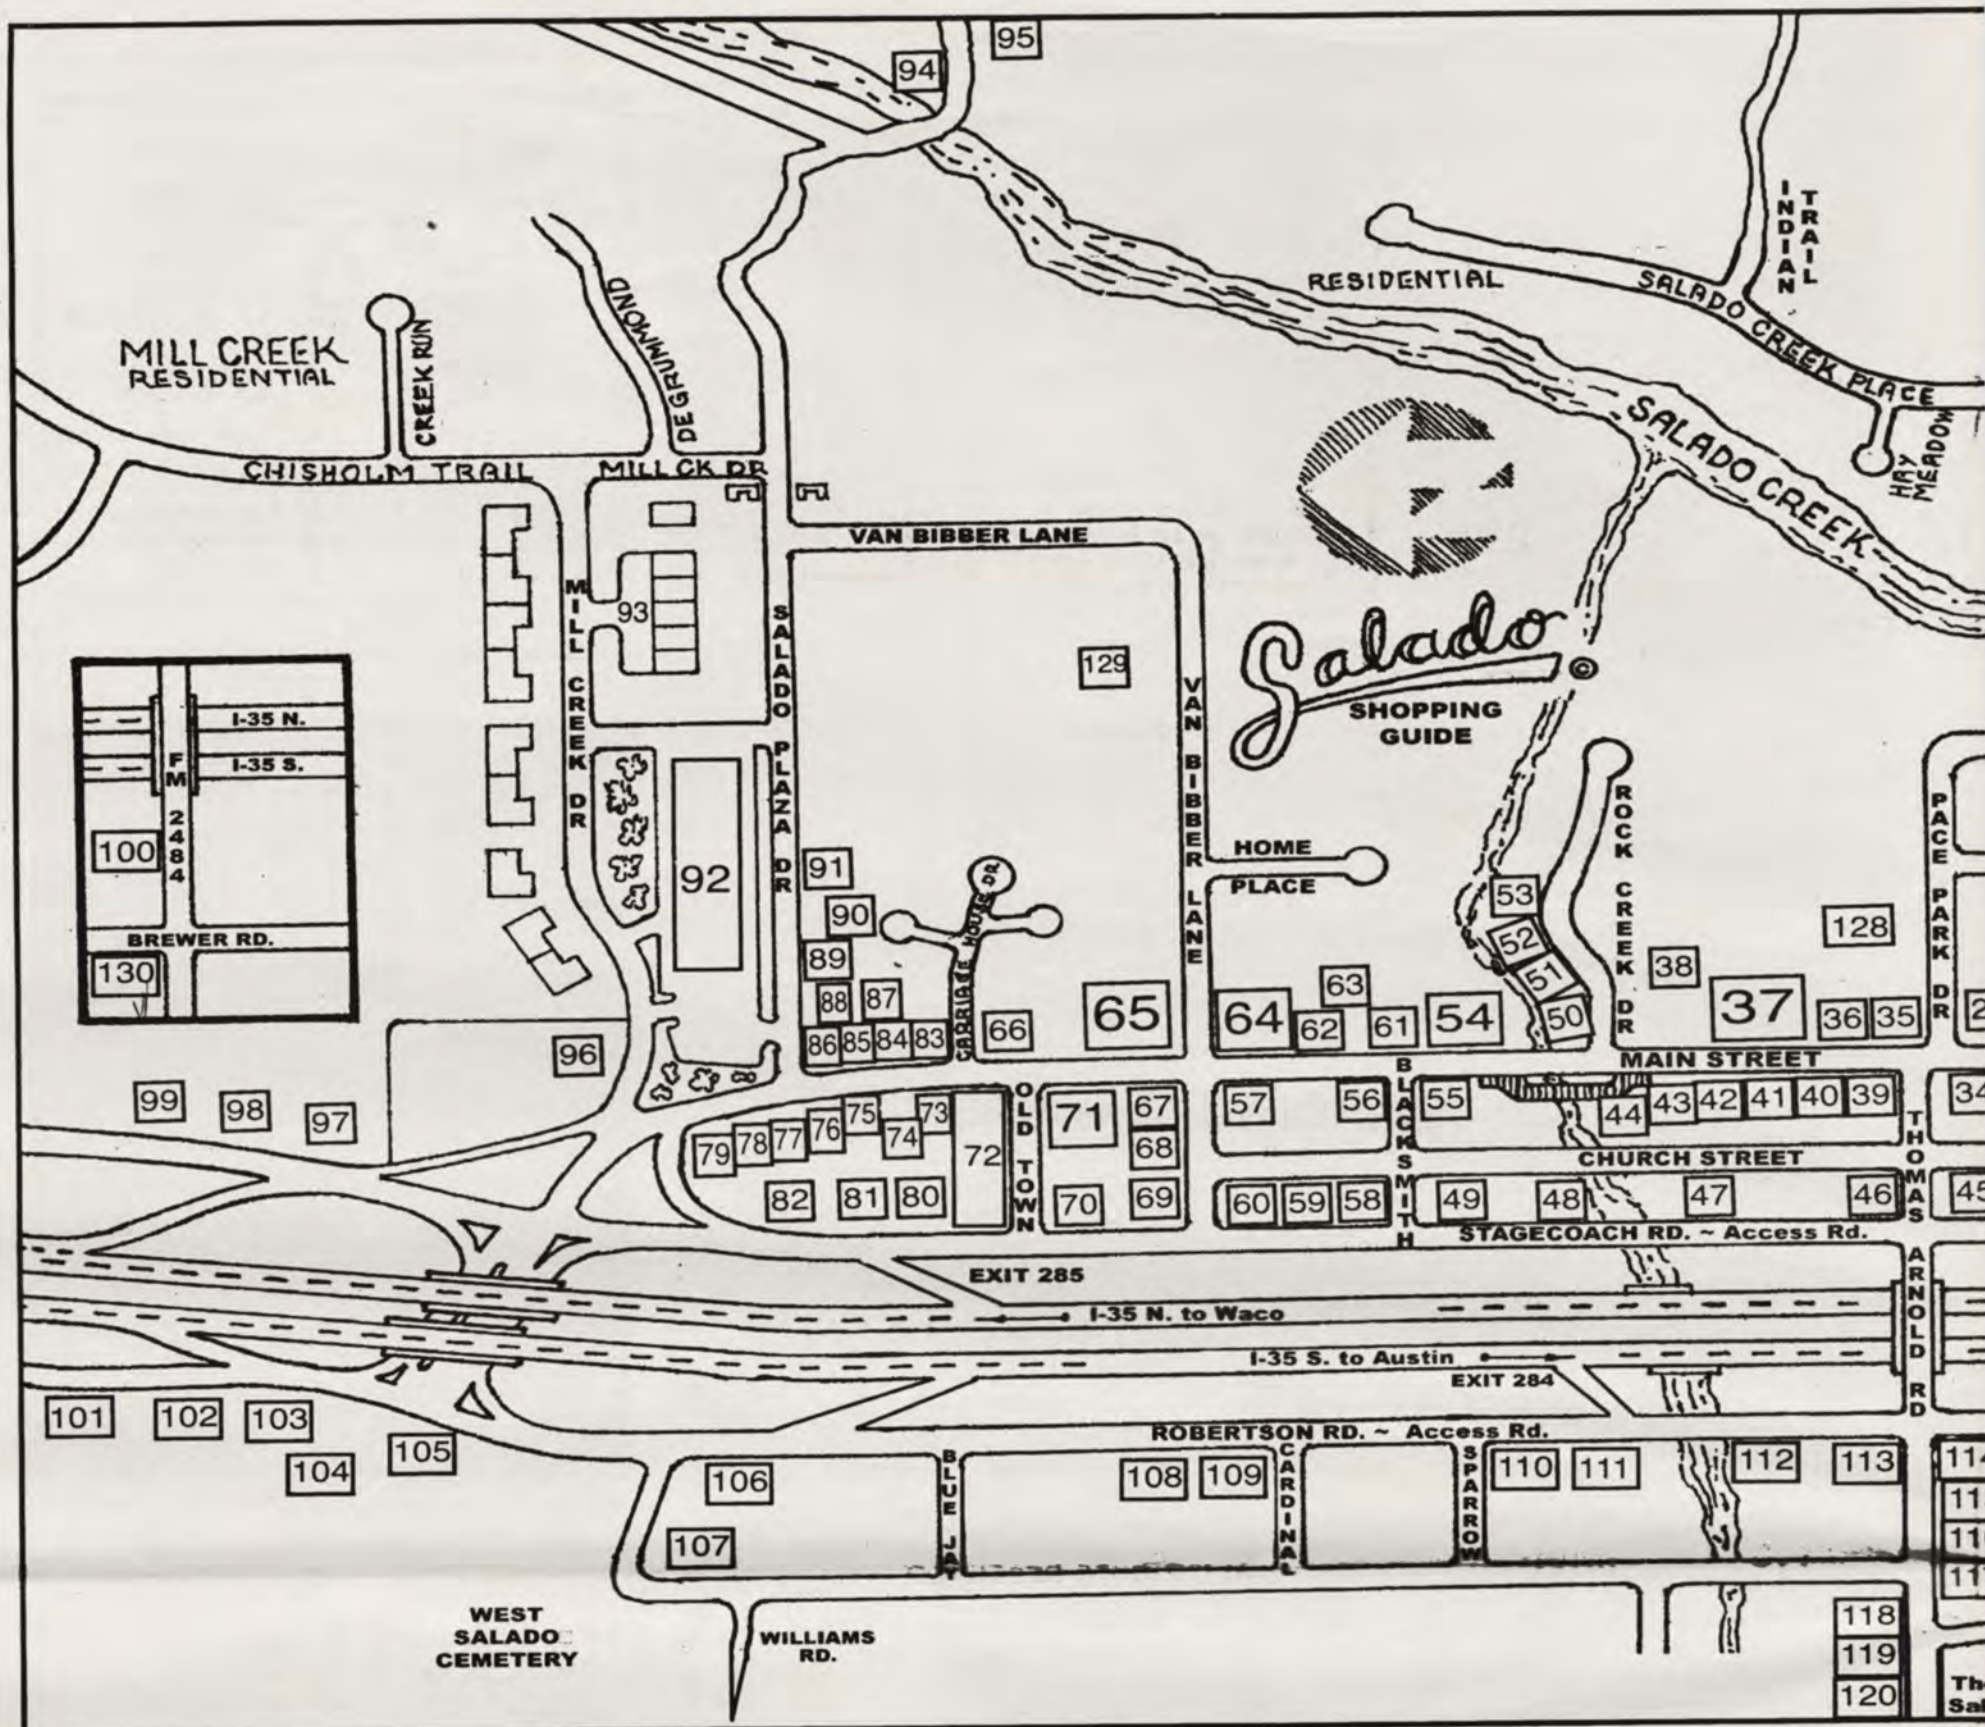 95
94
INDIAN
TRAIL
RESIDENTIAL
SALADO CREEK PLACE
DEGRUMMOND
MILL CREEK
RESIDENTIAL
CREEK RUN
SALADO CREEK
HAY
MEADOW
CHISHOLM TRAIL
MILL CK DR
VAN BIBBER LANE
MILL CREEK DR
93
SALADO PLAZA DR
129
VAN BIBBER LANE
Salado
©
SHOPPING
GUIDE
I-35 N.
I-35 S.
FM 2484
100
BREWER RD.
130
ROCK CREEK DR
PACE PARK DR
HOME
PLACE
92
91
90
89
88
87
86
85
84
83
CARRIAGE HOUSE DR
66
65
64
63
62
61
54
53
52
51
50
38
37
128
36
35
MAIN STREET
96
99
98
97
OLD TOWN
BLACKSMITH
79
78
77
76
75
74
73
72
71
67
68
57
56
55
44
43
42
41
40
39
34
THOMAS ARNOLD RD
CHURCH STREET
82
81
80
70
69
60
59
58
49
48
47
46
45
STAGECOACH RD. ~ Access Rd.
EXIT 285
I-35 N. to Waco
I-35 S. to Austin
EXIT 284
101
102
103
104
105
ROBERTSON RD. ~ Access Rd.
106
107
BLUE JAY
108
109
CARDINAL
SPARROW
110
111
112
113
114
118
119
120
WEST
SALADO
CEMETERY
WILLIAMS
RD.